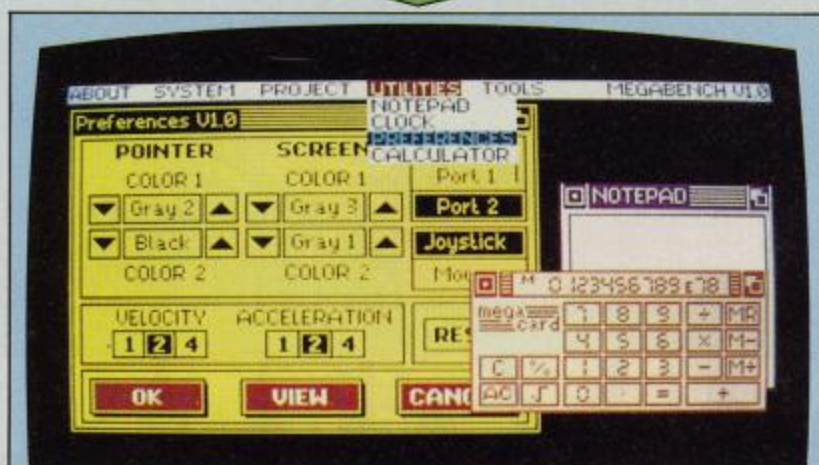 ABOUT SYSTEM PROJECT UTILITIES TOOLS MEGABENCH V1.0
NOTEPAD
CLOCK
PREFERENCES
CALCULATOR
Preferences V1.0
POINTER SCREEN
COLOR 1 COLOR 1 Port 1
Gray 2 Gray 3 Port 2
Black Gray 1 Joystick
COLOR 2 COLOR 2
VELOCITY ACCELERATION
1 2 4 1 2 4
OK VIEW
NOTEPAD
M 0 123456789 E78
mega card 7 8 9 ÷ MR
4 5 6 × M-
C 1 2 3 - M+
AC √ 0 . = +